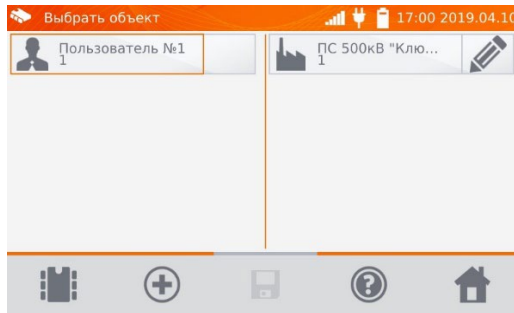 Выбрать объект
17:00 2019.04.10
Пользователь №1
1
ПС 500кВ "Клю...
1